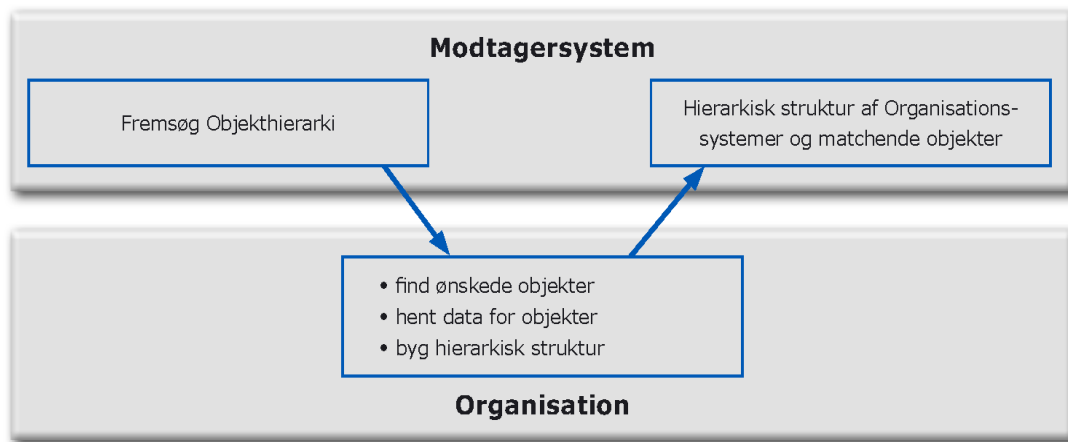 Modtagersystem
Fremsøg Objekthierarki
Hierarkisk struktur af Organisations-
systemer og matchende objekter
• find ønskede objekter
• hent data for objekter
• byg hierarkisk struktur
Organisation